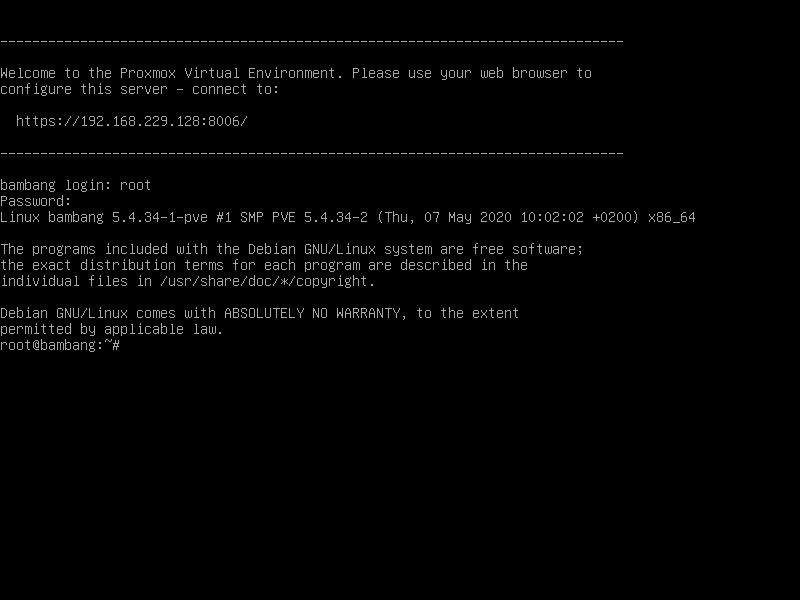 ------------------------------------------------------------------------------
Welcome to the Proxmox Virtual Environment. Please use your web browser to
configure this server - connect to:
  https://192.168.229.128:8006/
------------------------------------------------------------------------------
bambang login: root
Password:
Linux bambang 5.4.34-1-pve #1 SMP PVE 5.4.34-2 (Thu, 07 May 2020 10:02:02 +0200) x86_64
The programs included with the Debian GNU/Linux system are free software;
the exact distribution terms for each program are described in the
individual files in /usr/share/doc/*/copyright.
Debian GNU/Linux comes with ABSOLUTELY NO WARRANTY, to the extent
permitted by applicable law.
root@bambang:~#